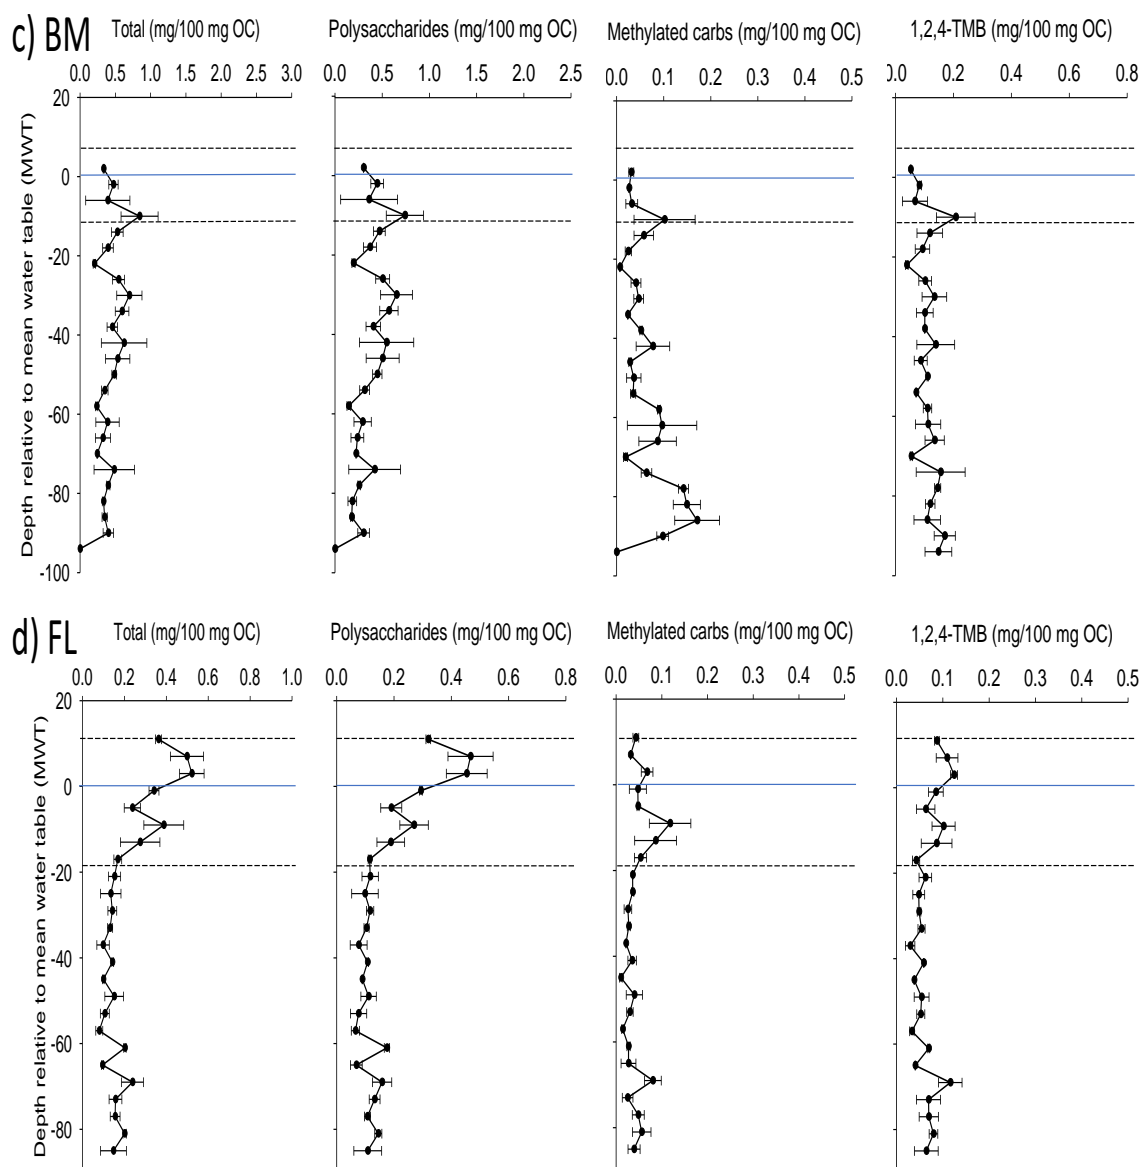 c) BM
Total (mg/100 mg OC) Polysaccharides (mg/100 mg OC) Methylated carbs (mg/100 mg OC) 1,2,4-TMB (mg/100 mg OC)
0.0 0.5 1.0 1.5 2.0 2.5 3.0 0.0 0.5 1.0 1.5 2.0 2.5 0.0 0.1 0.2 0.3 0.4 0.5 0.0 0.2 0.4 0.6 0.8
20
0
-20
-40
-60
-80
-100
Depth relative to mean water table (MWT)
d) FL
Total (mg/100 mg OC) Polysaccharides (mg/100 mg OC) Methylated carbs (mg/100 mg OC) 1,2,4-TMB (mg/100 mg OC)
0.0 0.2 0.4 0.6 0.8 1.0 0.0 0.2 0.4 0.6 0.8 0.0 0.1 0.2 0.3 0.4 0.5 0.0 0.1 0.2 0.3 0.4 0.5
20
0
-20
-40
-60
-80
Depth relative to mean water table (MWT)